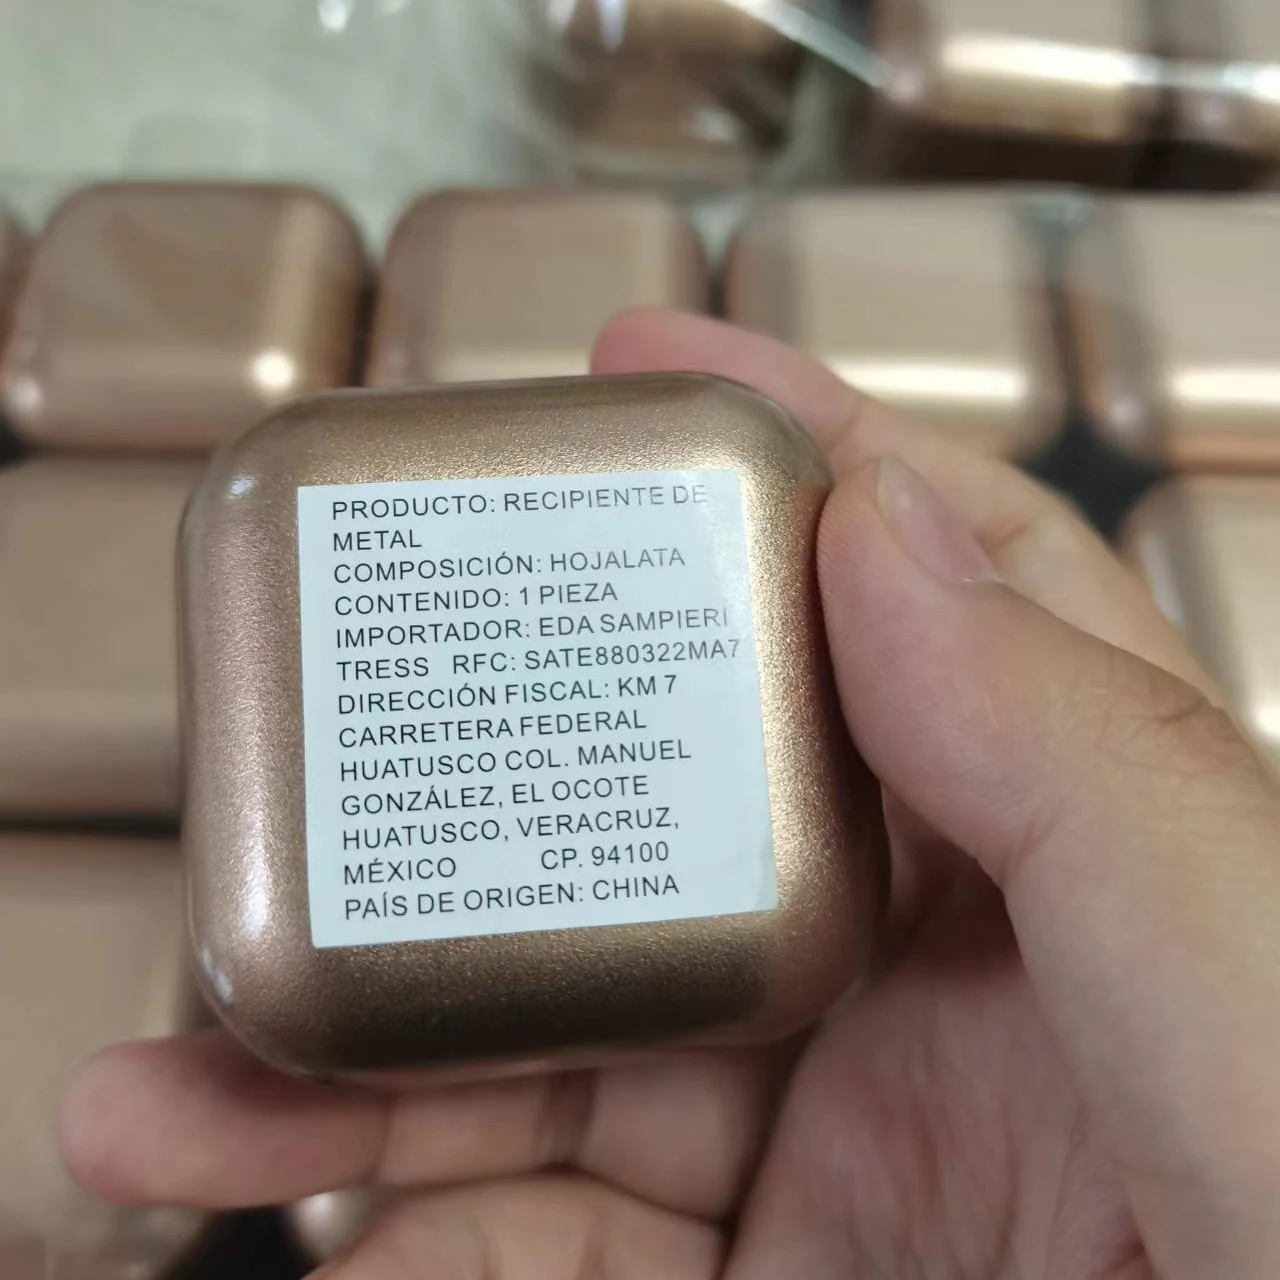 PRODUCTO: RECIPIENTE DE
METAL
COMPOSICIÓN: HOJALATA
CONTENIDO: 1 PIEZA
IMPORTADOR: EDA SAMPIERI
TRESS RFC: SATE880322MA7
DIRECCIÓN FISCAL: KM 7
CARRETERA FEDERAL
HUATUSCO COL. MANUEL
GONZÁLEZ, EL OCOTE
HUATUSCO, VERACRUZ,
MÉXICO CP. 94100
PAÍS DE ORIGEN: CHINA